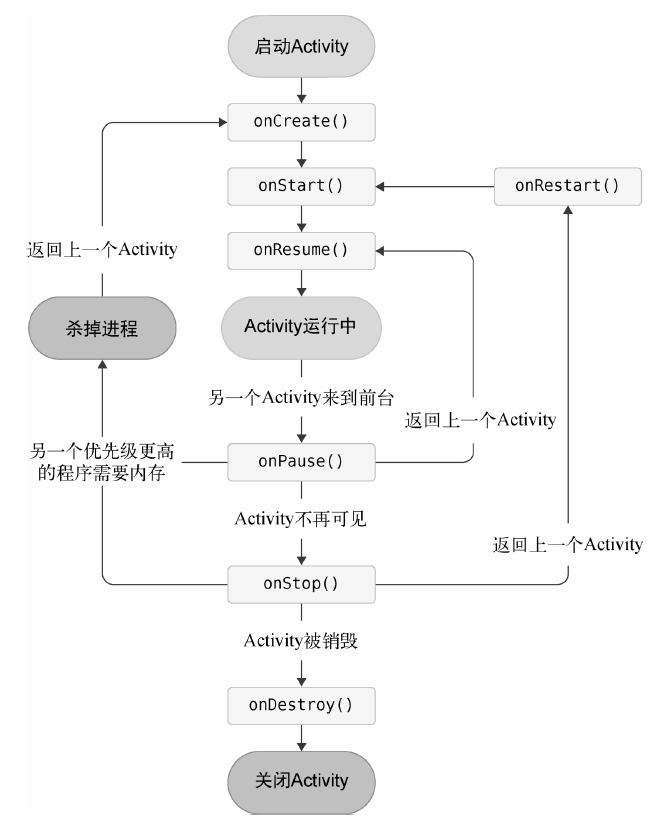 启动Activity
onCreate()
onStart()
onRestart()
onResume()
返回上一个Activity
杀掉进程
Activity运行中
另一个Activity来到前台
返回上一个Activity
另一个优先级更高
的程序需要内存
onPause()
Activity不再可见
返回上一个Activity
onStop()
Activity被销毁
onDestroy()
关闭Activity